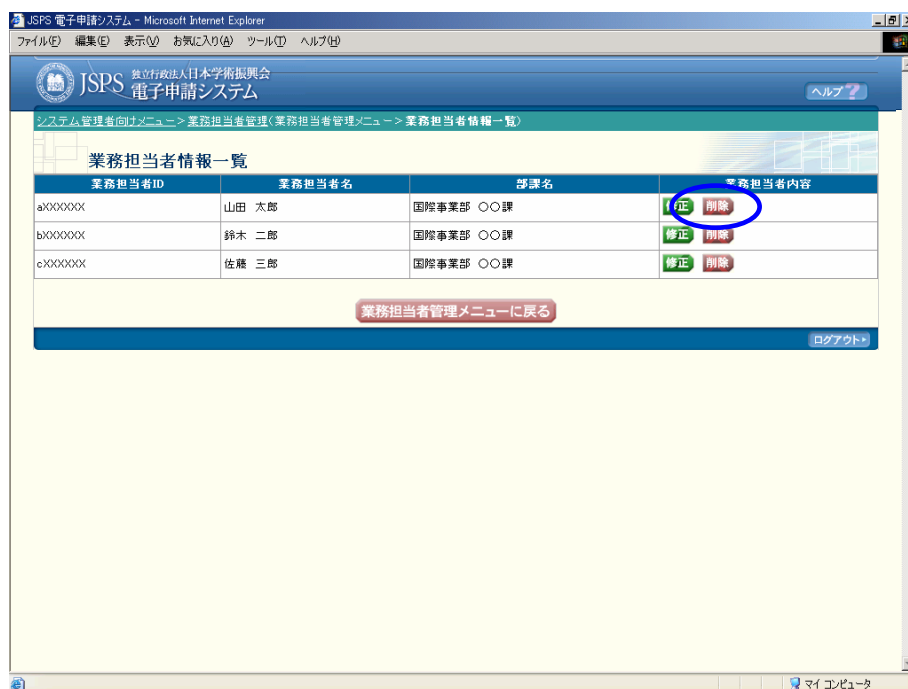 JSPS 電子申請システム - Microsoft Internet Explorer
ファイル(F) 編集(E) 表示(V) お気に入り(A) ツール(T) ヘルプ(H)
JSPS 独立行政法人日本学術振興会
電子申請システム
ヘルプ?
システム管理者向けメニュー>業務担当者管理(業務担当者管理メニュー>業務担当者情報一覧)
業務担当者情報一覧
業務担当者ID 業務担当者名 部課名 業務担当者内容
aXXXXXX 山田 太郎 国際事業部 〇〇課 修正 削除
bXXXXXX 鈴木 二郎 国際事業部 〇〇課 修正 削除
cXXXXXX 佐藤 三郎 国際事業部 〇〇課 修正 削除
業務担当者管理メニューに戻る
ログアウト
マイ コンピュータ